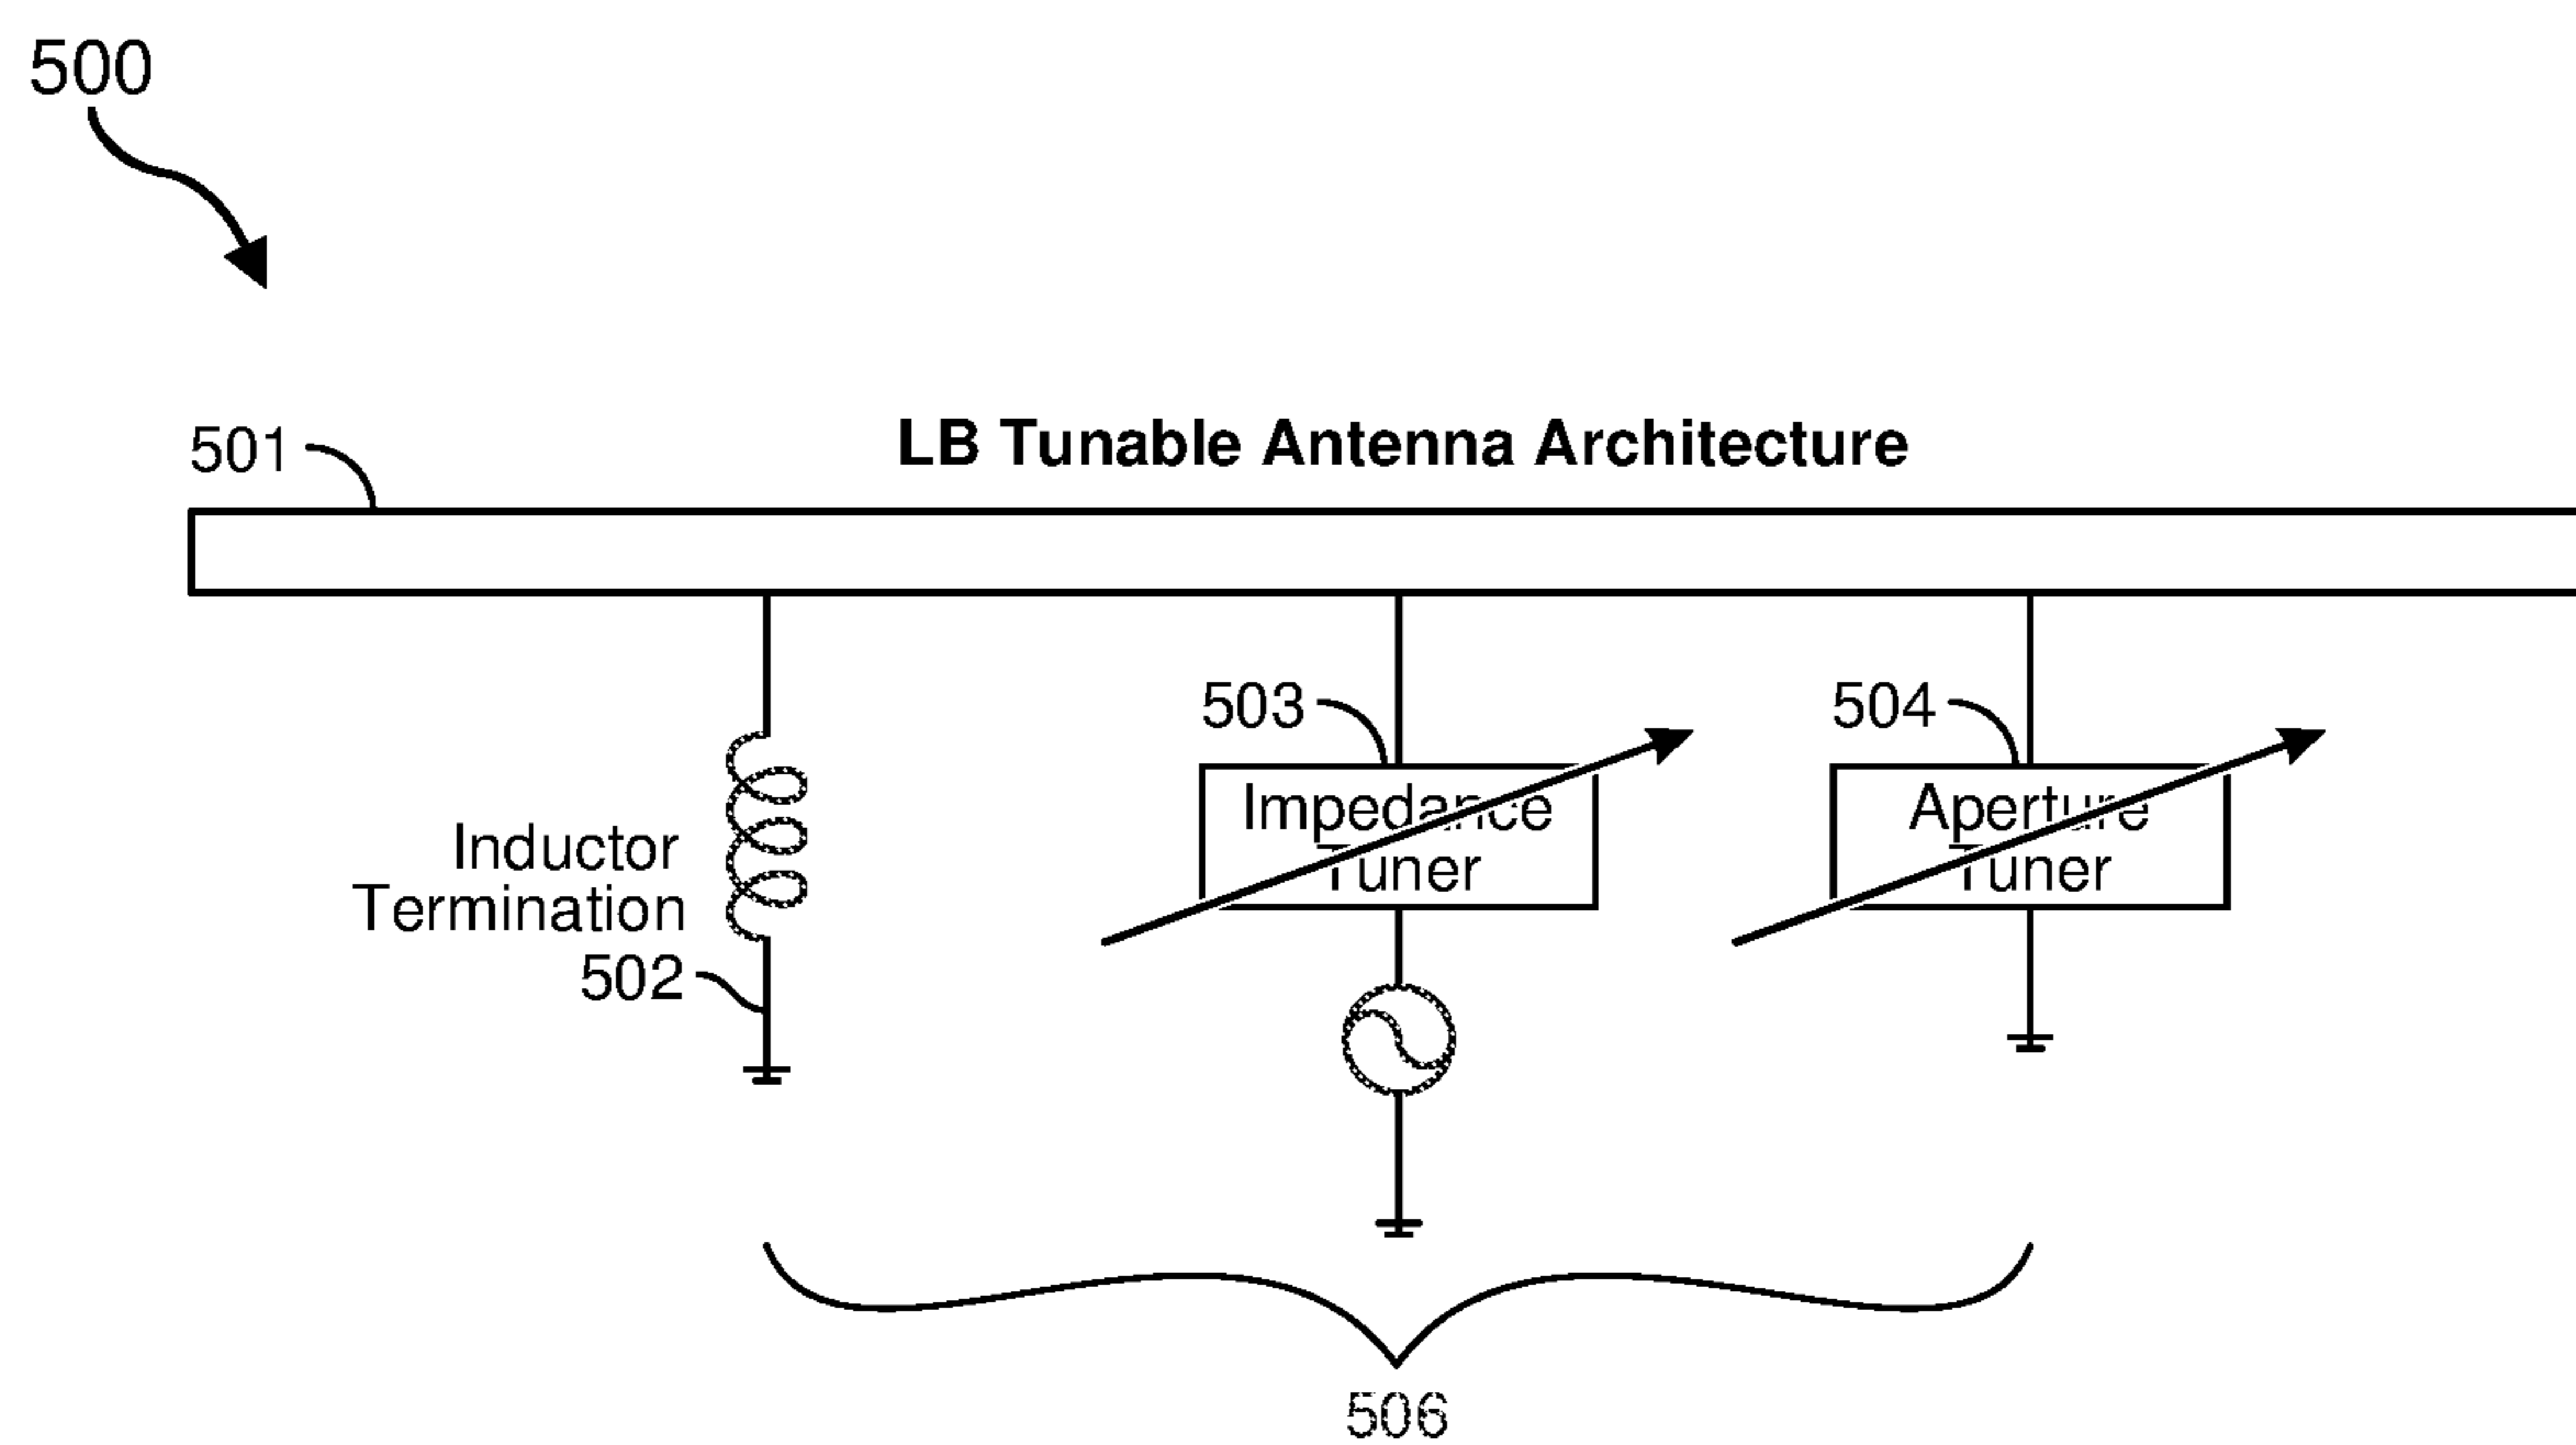 500
LB Tunable Antenna Architecture
501
503
504
Impedance
Tuner
Aperture
Tuner
Inductor
Termination
502
506